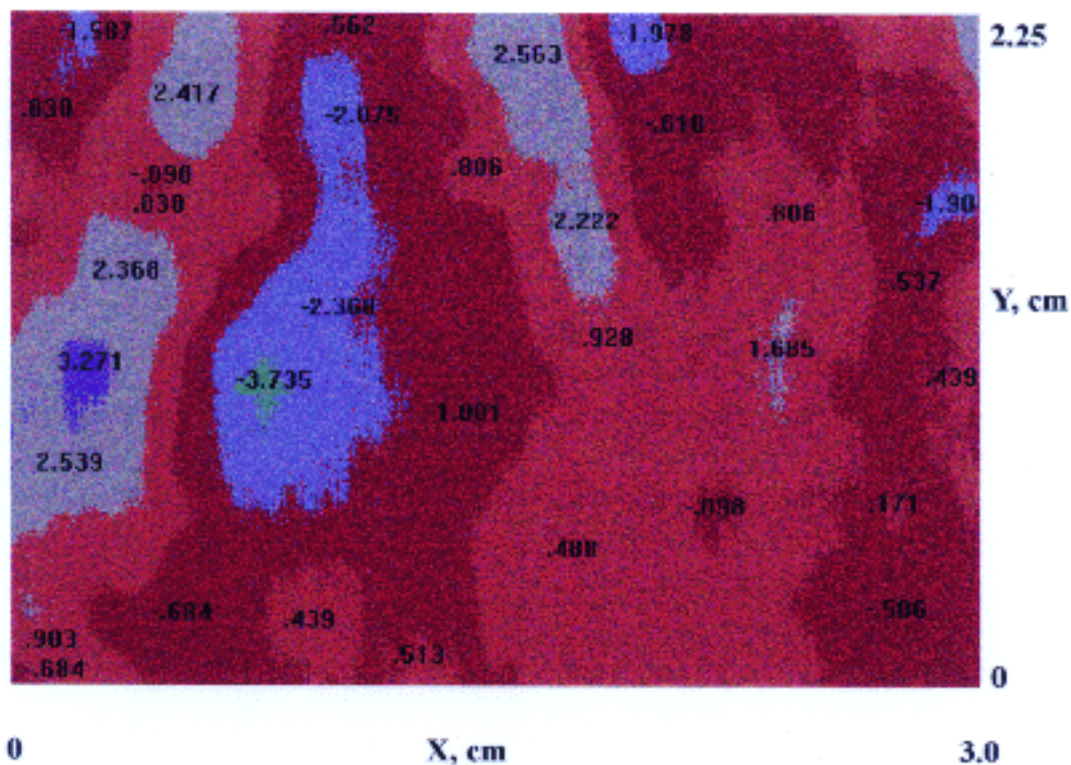 -1.587 .562 2.563 1.978 2.25
2.417
.830 -2.075 -.610
-.090 .806
.030 2.222 .806 -1.90
2.368
-2.368 .537 Y, cm
.928
3.271 1.685
-3.735 .439
1.001
2.539
-.898 .171
.488
-.684 .439 -.586
.903 .513
-.684 0
0 X, cm 3.0